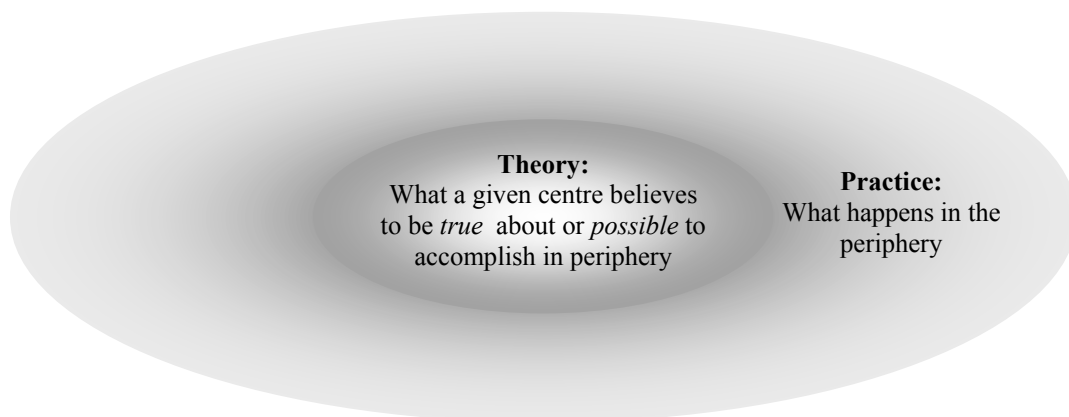 Theory:
What a given centre believes
to be true about or possible to
accomplish in periphery
Practice:
What happens in the
periphery